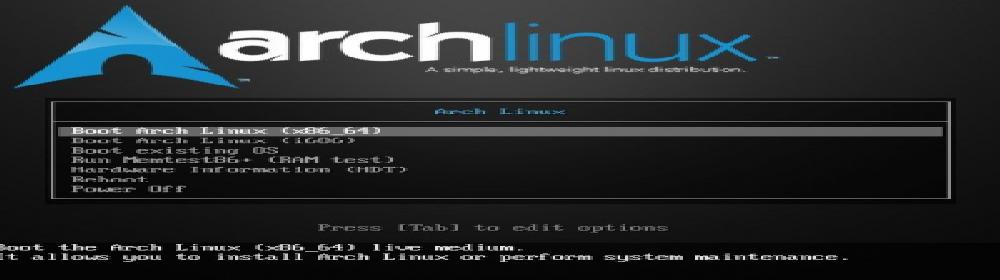 archlinux™
A simple, lightweight linux distribution.
Arch Linux
Boot Arch Linux (x86_64)
Boot Arch Linux (i686)
Boot existing OS
Run Memtest86+ (RAM test)
Hardware Information (HDT)
Reboot
Power Off
Press [Tab] to edit options
Boot the Arch Linux (x86_64) live medium.
It allows you to install Arch Linux or perform system maintenance.